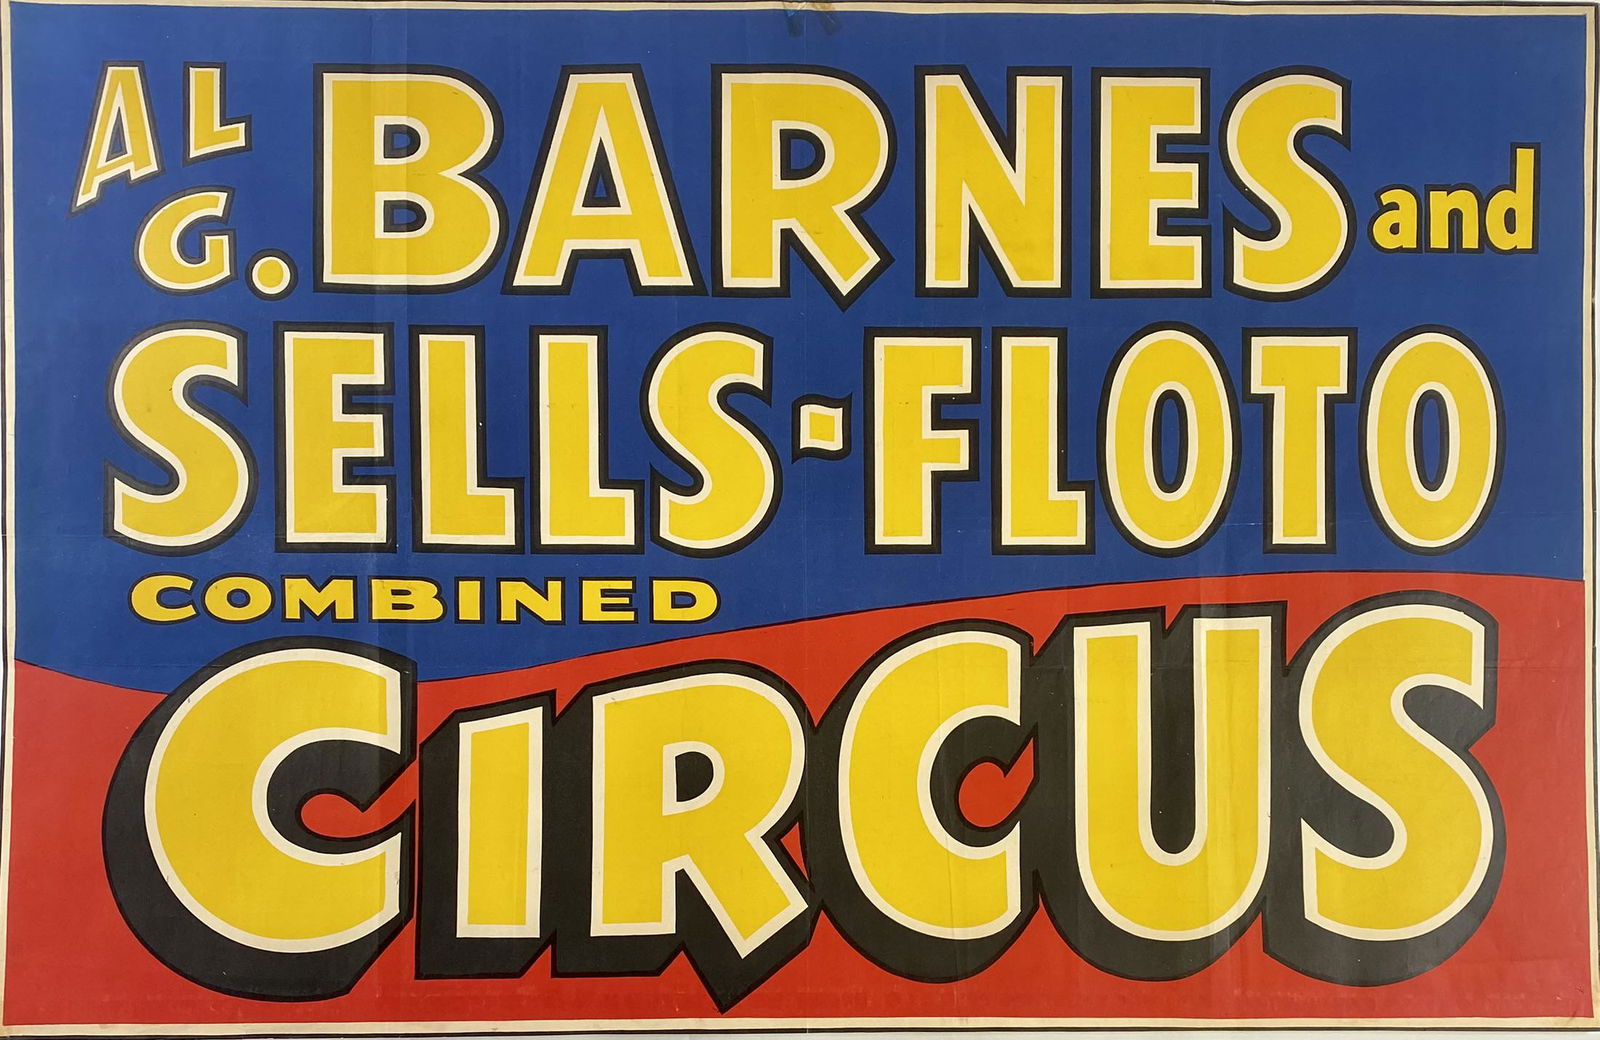 AL G. BARNES and
SELLS-FLOTO
COMBINED
CIRCUS